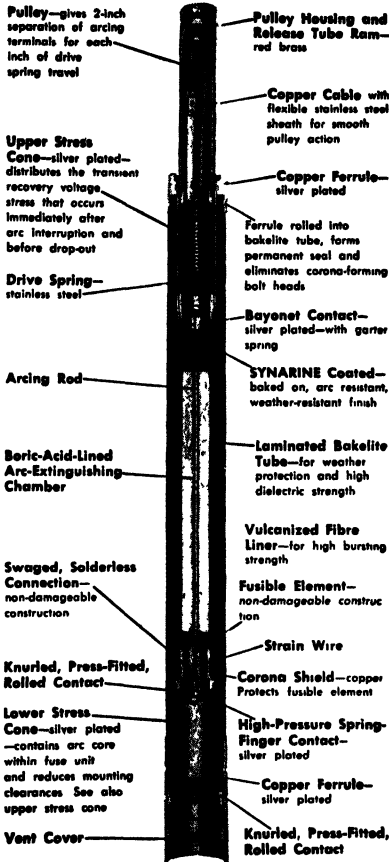 Pulley—gives 2-inch
separation of arcing
terminals for each
inch of drive
spring travel
Upper Stress
Cone—silver plated—
distributes the transient
recovery voltage
stress that occurs
immediately after
arc interruption and
before drop-out
Drive Spring—
stainless steel
Arcing Rod
Boric-Acid-Lined
Arc-Extinguishing
Chamber
Swaged, Solderless
Connection—
non-damageable
construction
Knurled, Press-Fitted,
Rolled Contact
Lower Stress
Cone—silver plated
—contains arc core
within fuse unit
and reduces mounting
clearances See also
upper stress cone
Vent Cover
Pulley Housing and
Release Tube Ram—
red brass
Copper Cable with
flexible stainless steel
sheath for smooth
pulley action
Copper Ferrule—
silver plated
Ferrule rolled into
bakelite tube, forms
permanent seal and
eliminates corona-forming
bolt heads
Bayonet Contact—
silver plated—with garter
spring
SYNARINE Coated—
baked on, arc resistant,
weather-resistant finish
Laminated Bakelite
Tube—for weather
protection and high
dielectric strength
Vulcanized Fibre
Liner—for high bursting
strength
Fusible Element—
non-damageable construc
tion
Strain Wire
Corona Shield—copper
Protects fusible element
High-Pressure Spring-
Finger Contact—
silver plated
Copper Ferrule—
silver plated
Knurled, Press-Fitted,
Rolled Contact